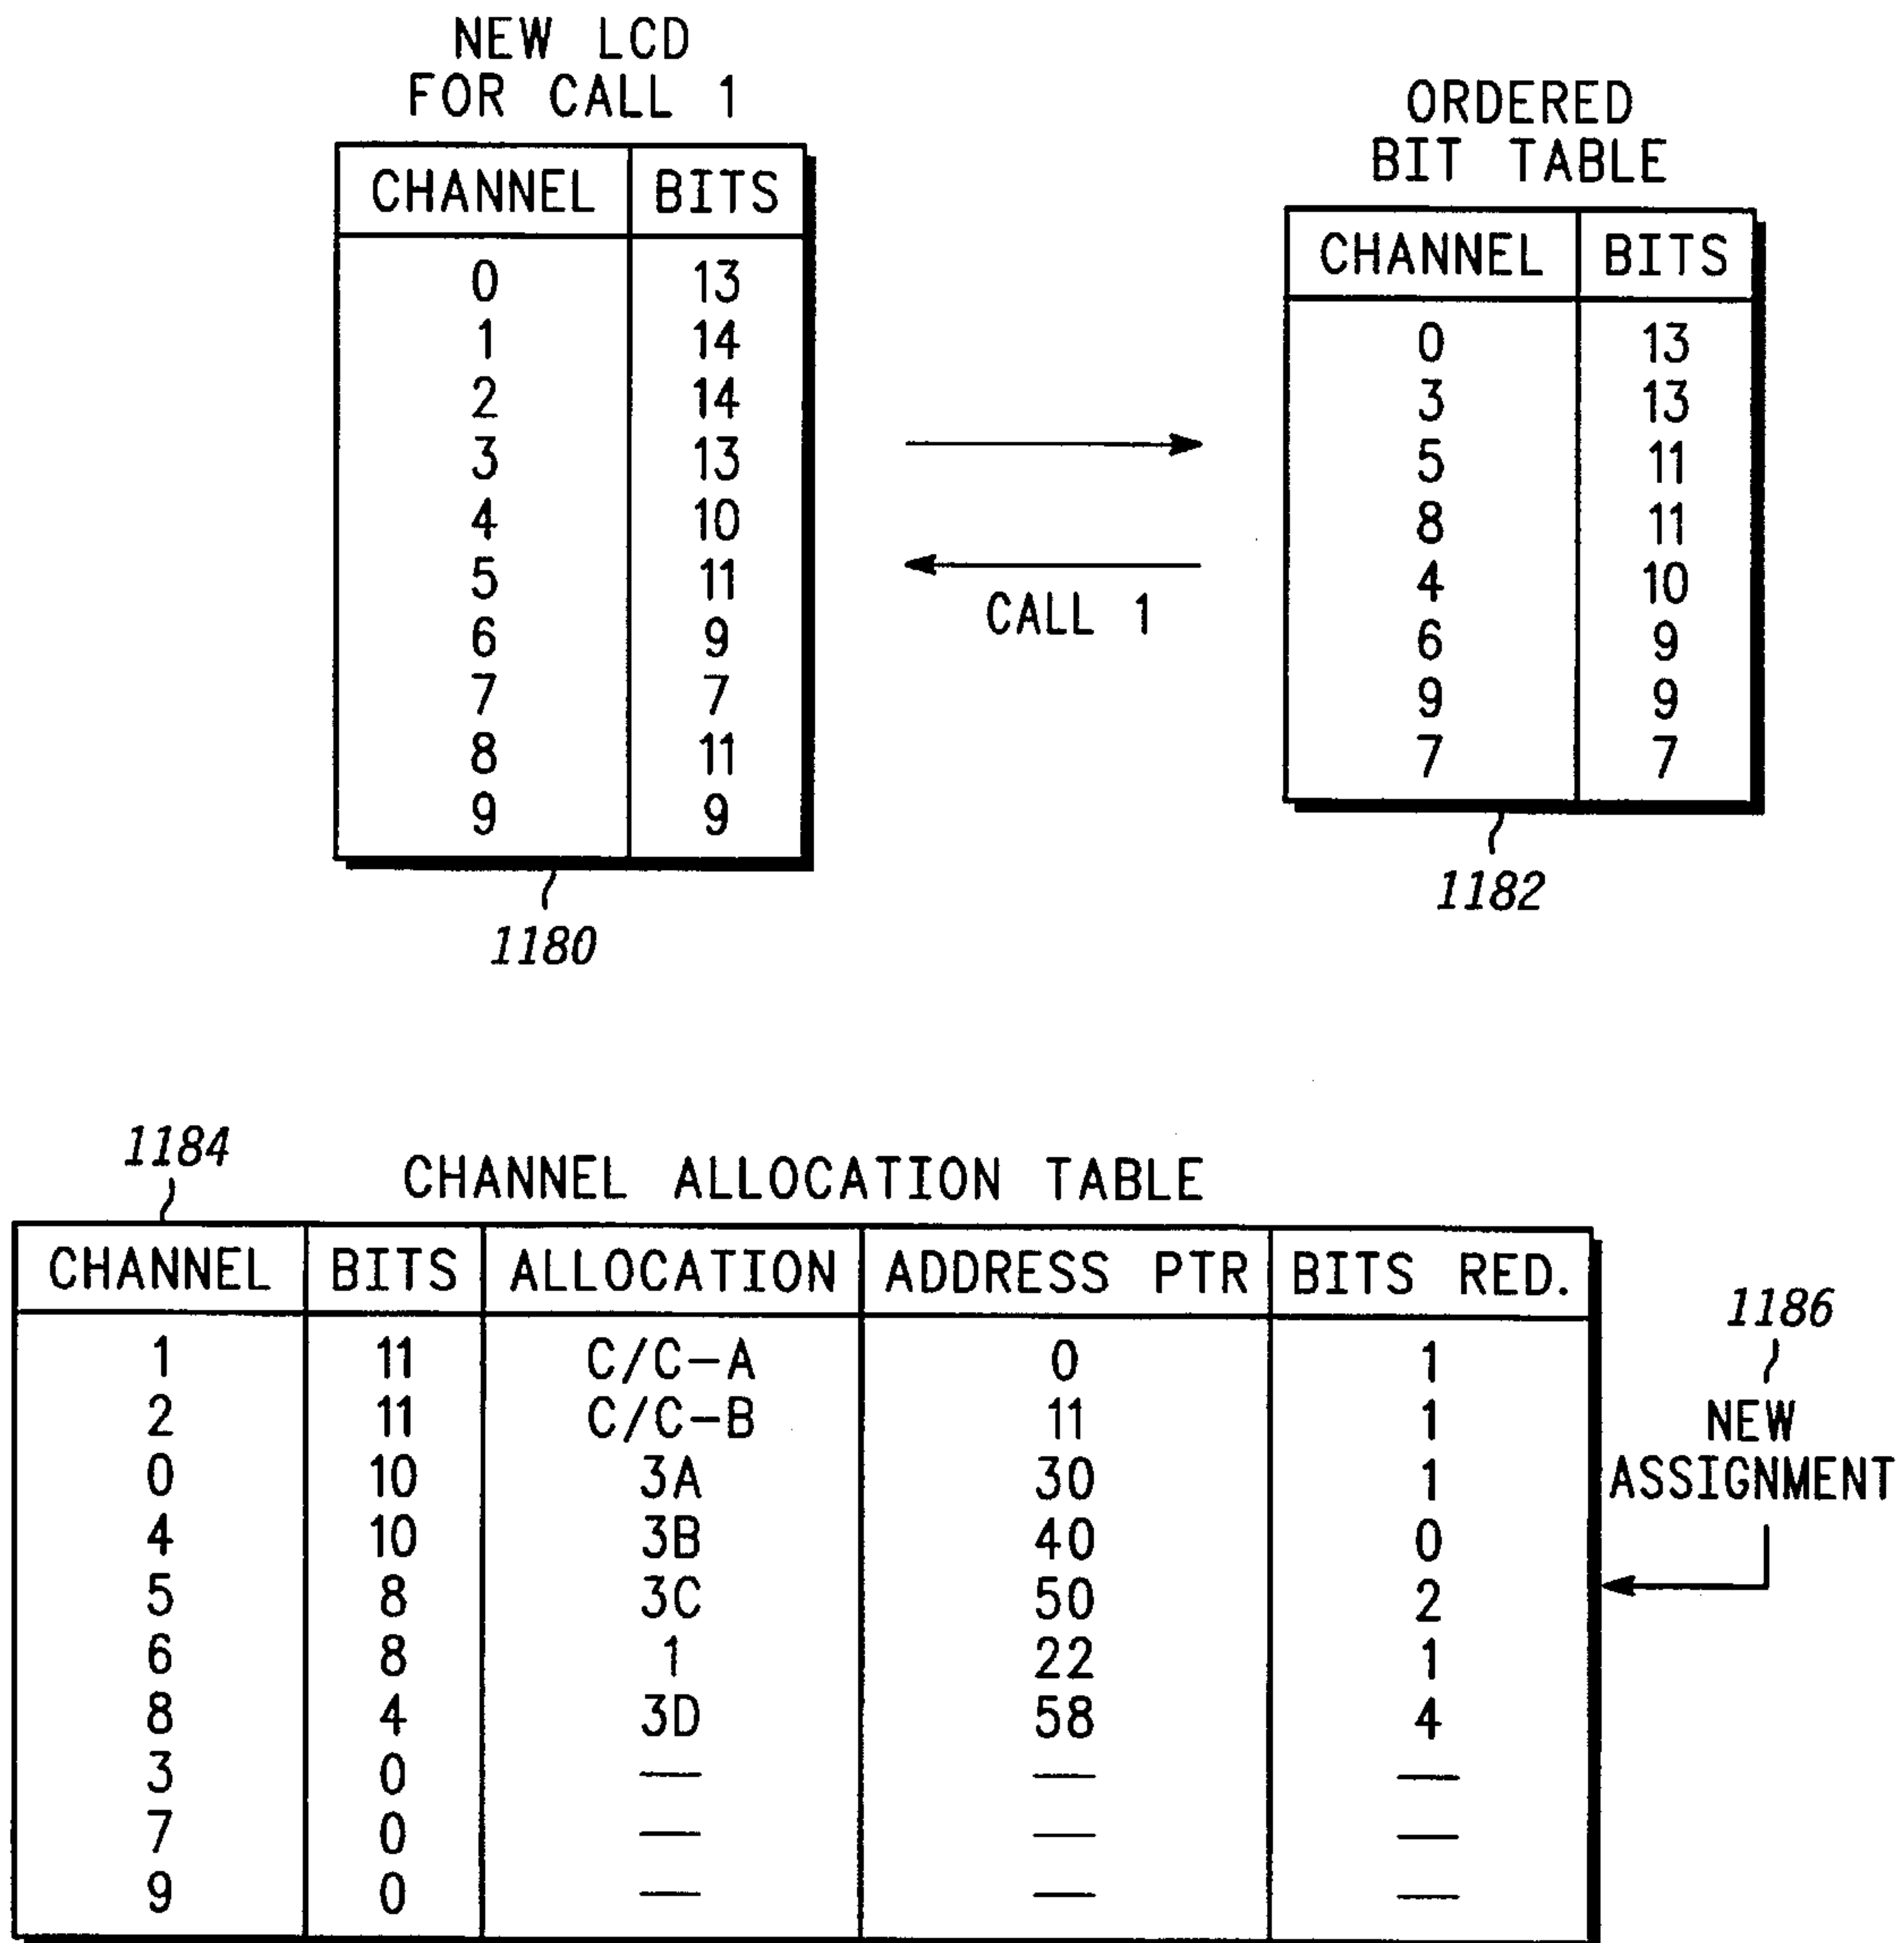 NEW LCD
FOR CALL 1
CHANNEL BITS
0 13
1 14
2 14
3 13
4 10
5 11
6 9
7 7
8 11
9 9
1180
CALL 1
ORDERED
BIT TABLE
CHANNEL BITS
0 13
3 13
5 11
8 11
4 10
6 9
9 9
7 7
1182
1184
CHANNEL ALLOCATION TABLE
CHANNEL BITS ALLOCATION ADDRESS PTR BITS RED.
1 11 C/C-A 0 1
2 11 C/C-B 11 1
0 10 3A 30 1
4 10 3B 40 0
5 8 3C 50 2
6 8 1 22 1
8 4 3D 58 4
3 0 — — —
7 0 — — —
9 0 — — —
1186
NEW
ASSIGNMENT